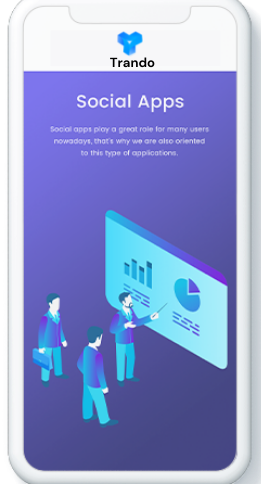 Trando
Social Apps
Social apps play a great role for many users
nowadays, that's why we are also oriented
to this type of applications.